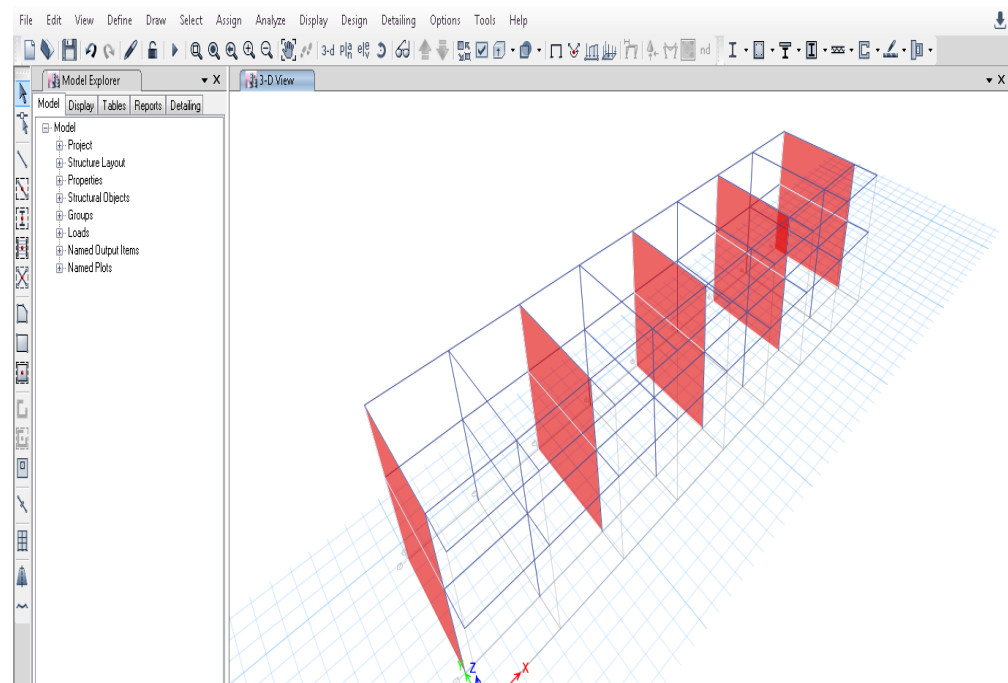 File Edit View Define Draw Select Assign Analyze Display Design Detailing Options Tools Help
3-d plạ elẹ nd
Model Explorer
3-D View
Model Display Tables Reports Detailing
Model
Project
Structure Layout
Properties
Structural Objects
Groups
Loads
Named Output Items
Named Plots
Y Z X